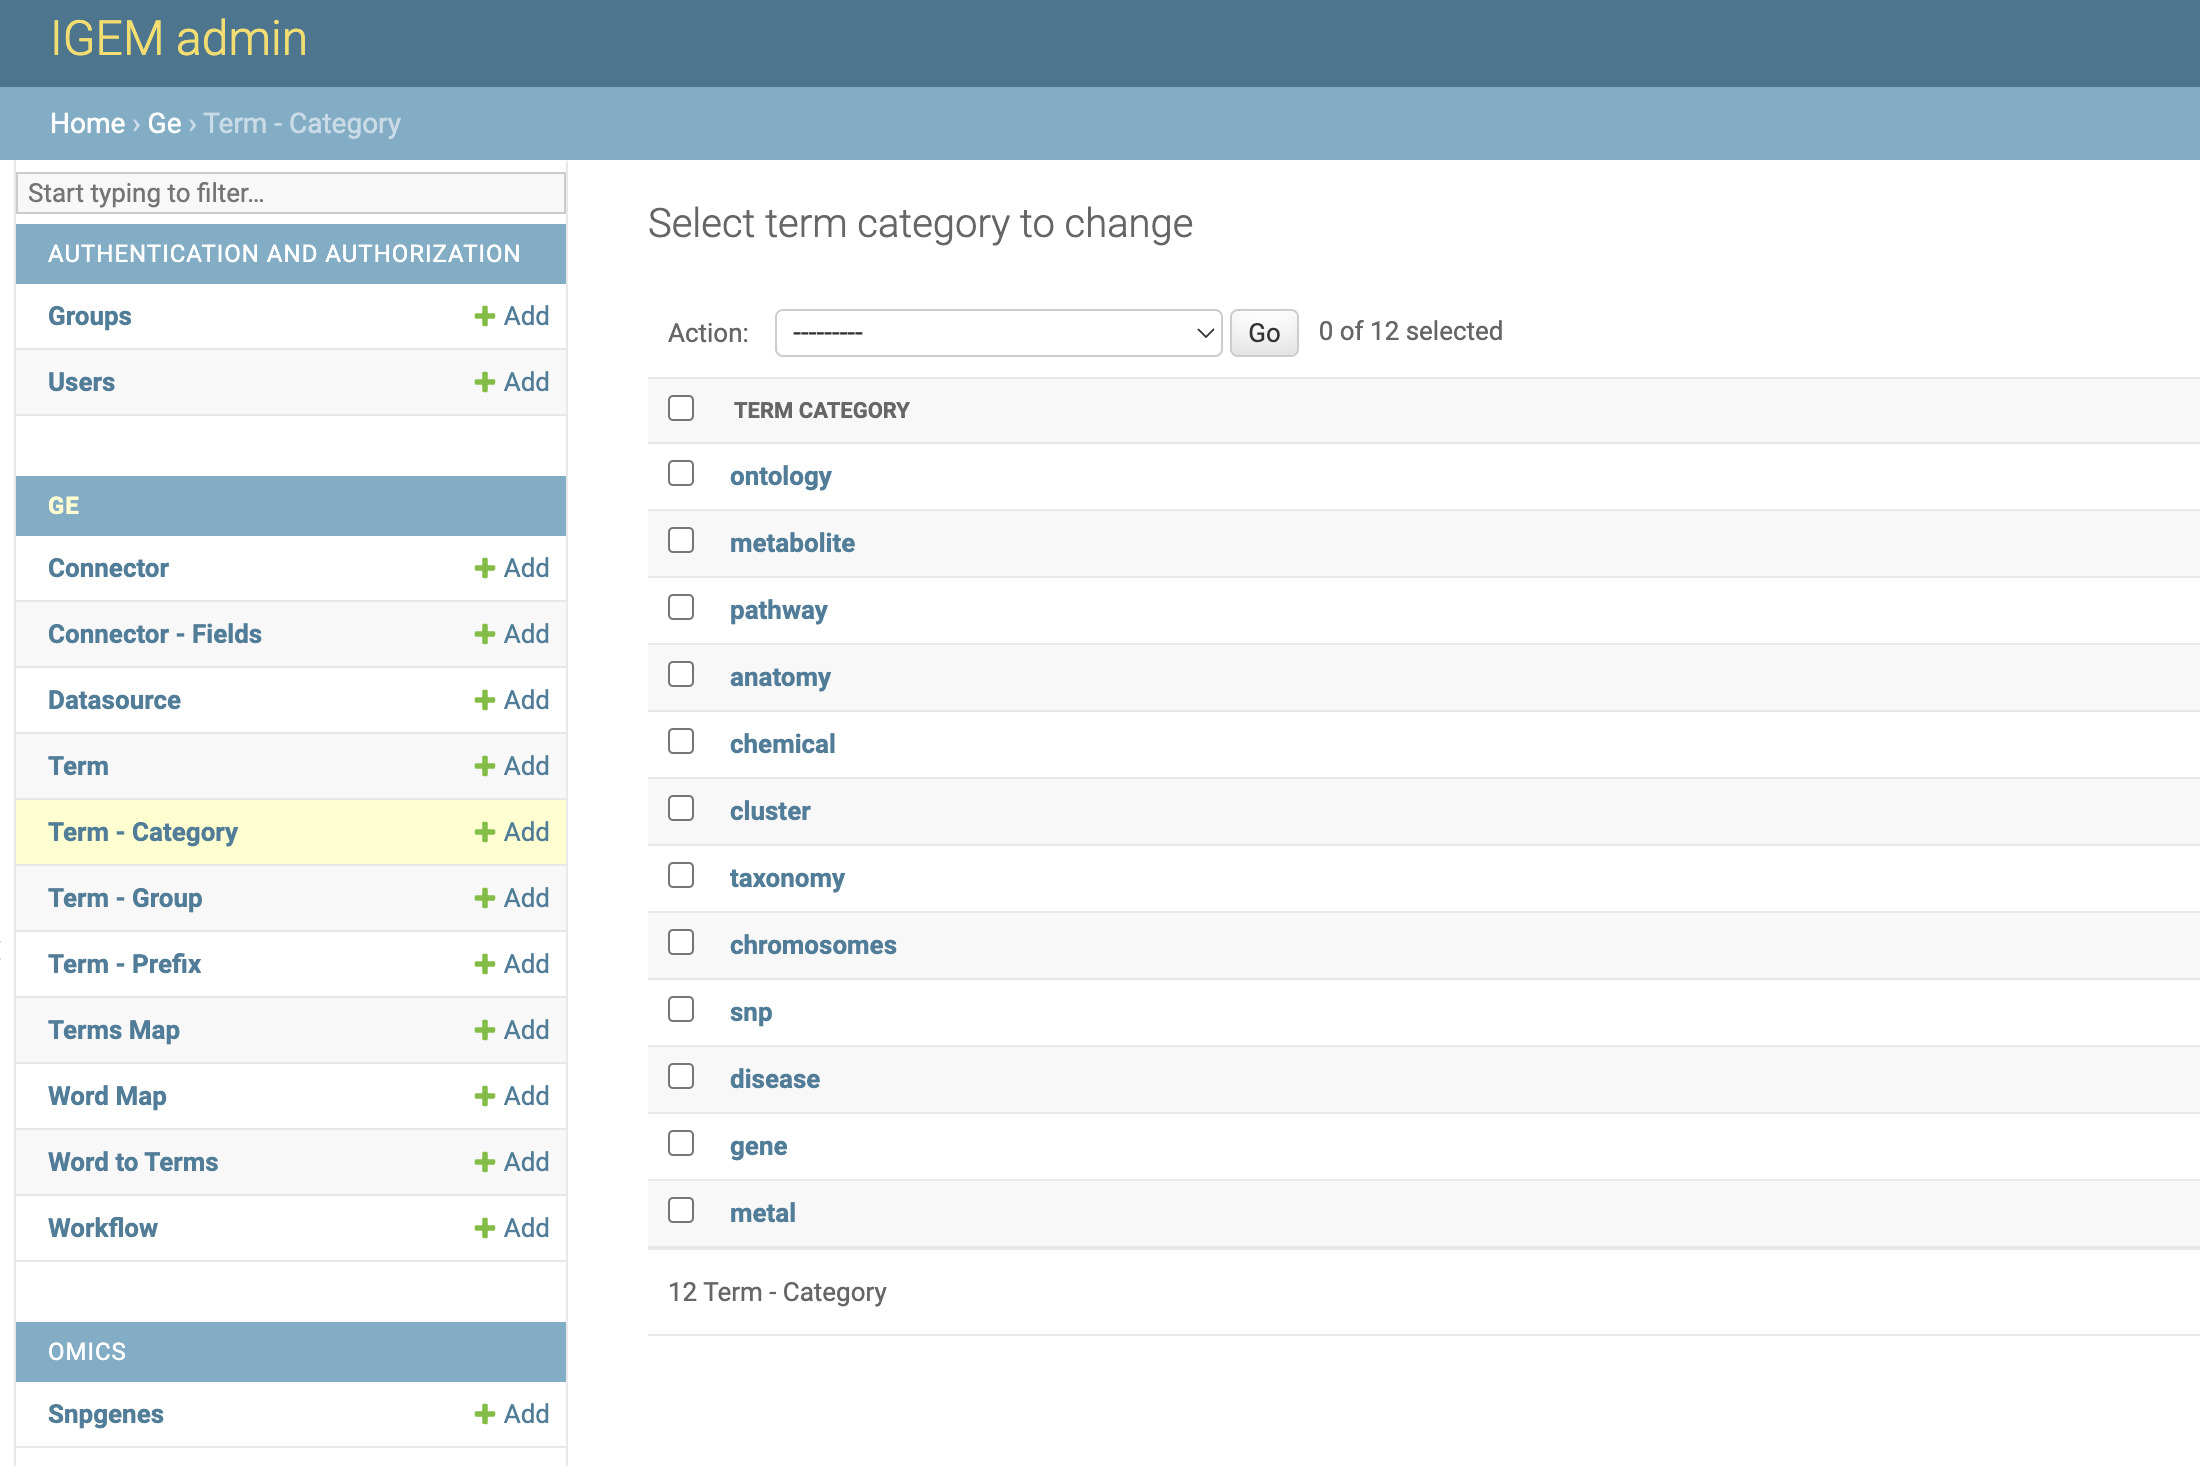 IGEM admin
Home › Ge › Term - Category
Start typing to filter...
AUTHENTICATION AND AUTHORIZATION
Groups + Add
Users + Add
GE
Connector + Add
Connector - Fields + Add
Datasource + Add
Term + Add
Term - Category + Add
Term - Group + Add
Term - Prefix + Add
Terms Map + Add
Word Map + Add
Word to Terms + Add
Workflow + Add
OMICS
Snpgenes + Add
Select term category to change
Action: --------- Go 0 of 12 selected
TERM CATEGORY
ontology
metabolite
pathway
anatomy
chemical
cluster
taxonomy
chromosomes
snp
disease
gene
metal
12 Term - Category